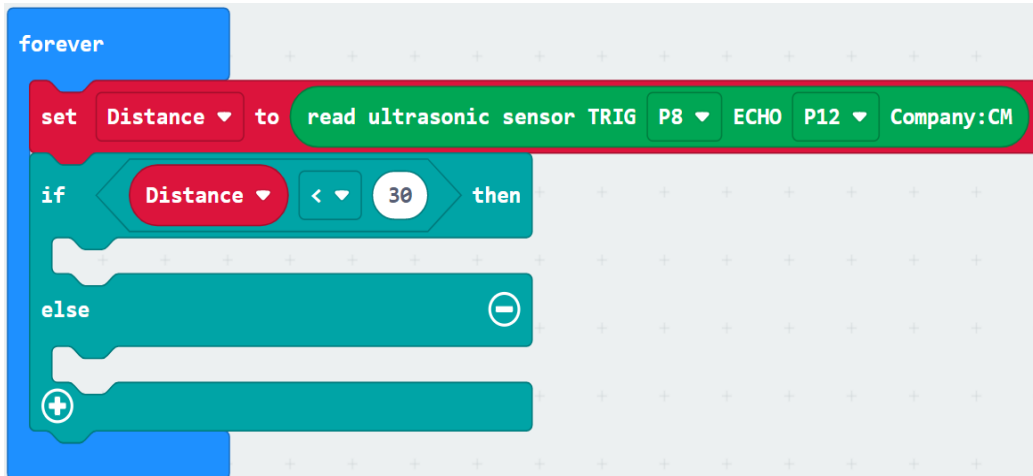 forever
set Distance to read ultrasonic sensor TRIG P8 ECHO P12 Company:CM
if Distance < 30 then
else